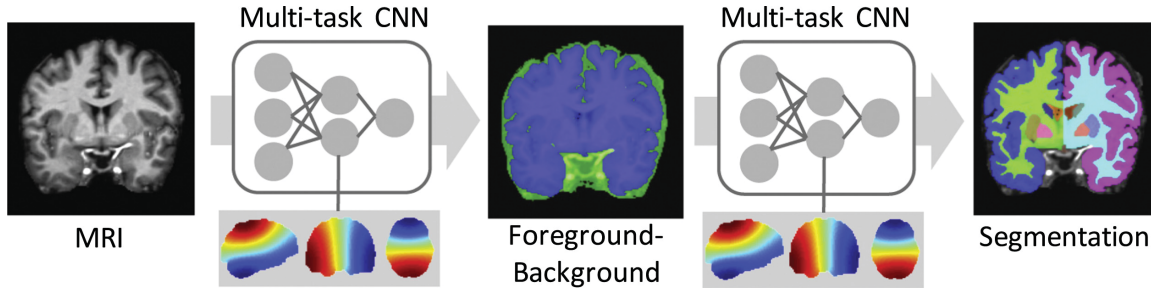 Multi-task CNN
Multi-task CNN
MRI
Foreground-
Background
Segmentation